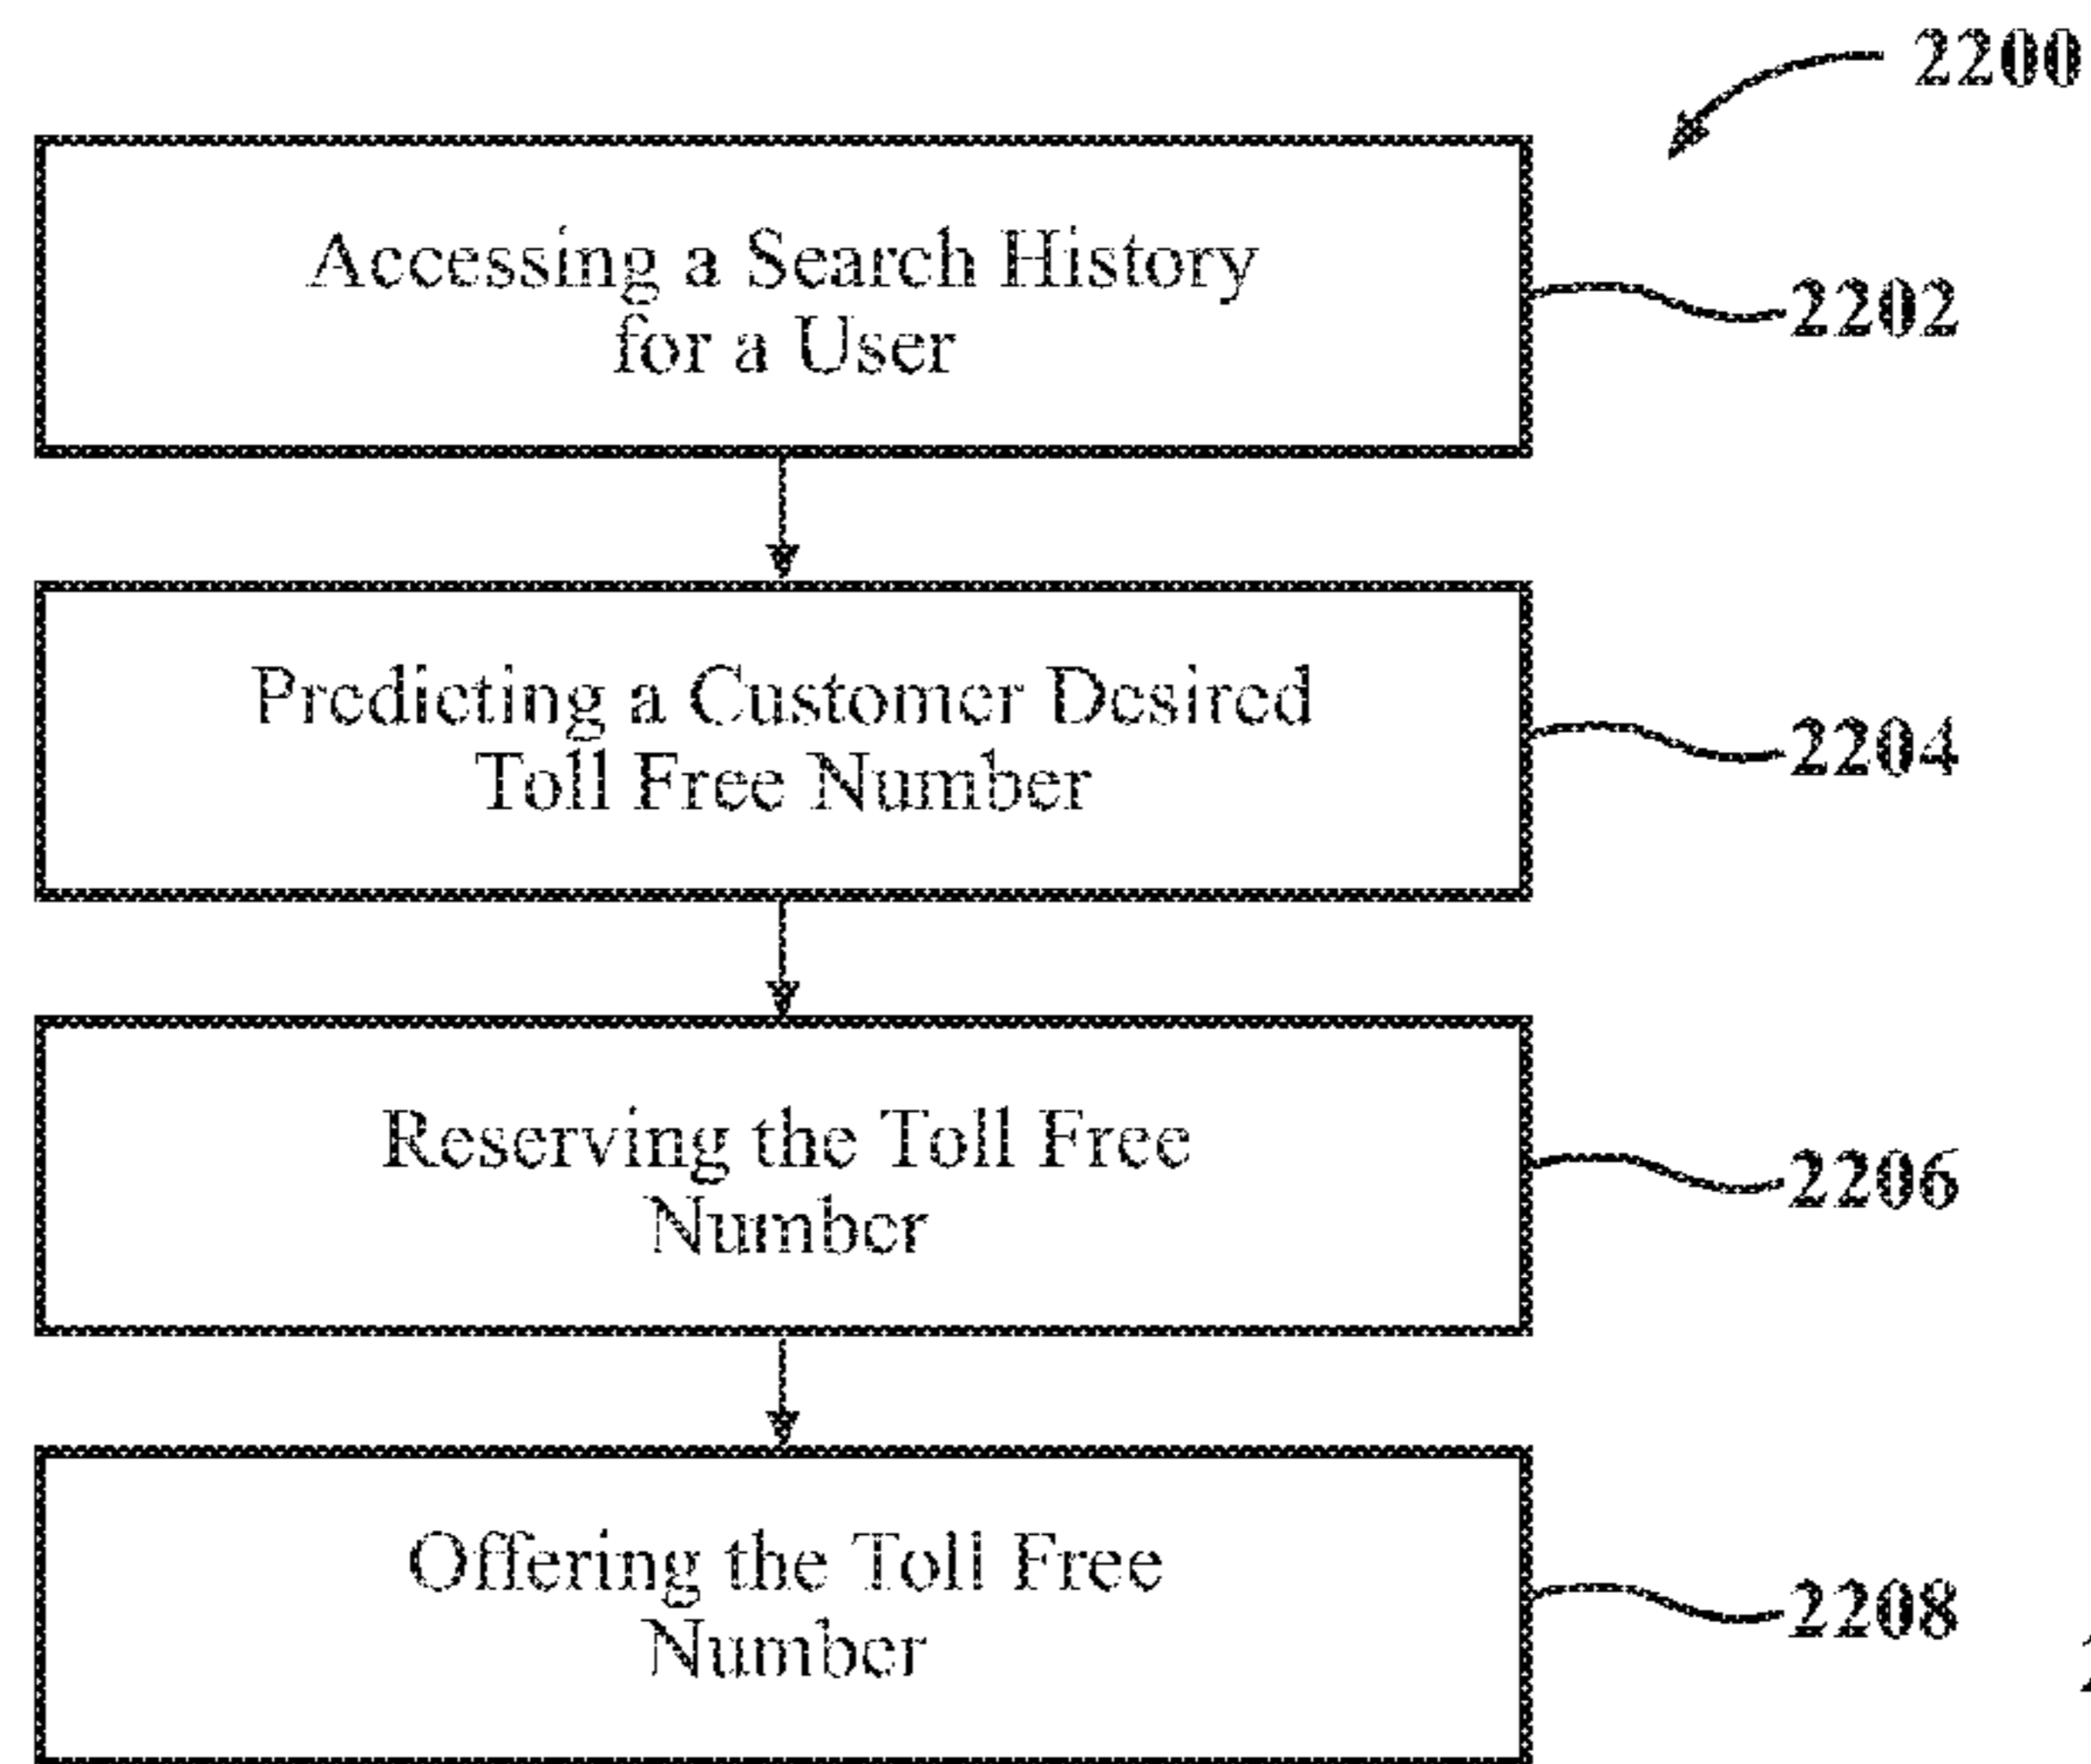 2200
Accessing a Search History
for a User
2202
Predicting a Customer Desired
Toll Free Number
2204
Reserving the Toll Free
Number
2206
Offering the Toll Free
Number
2208